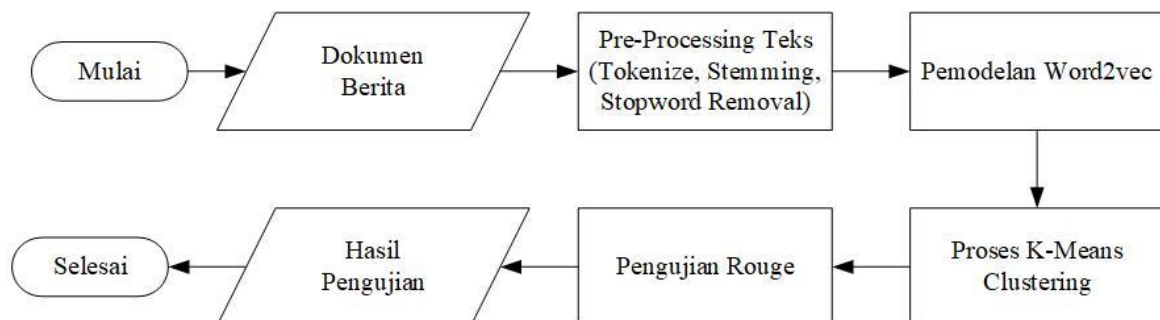 Mulai
Dokumen
Berita
Pre-Processing Teks
(Tokenize, Stemming,
Stopword Removal)
Pemodelan Word2vec
Proses K-Means
Clustering
Pengujian Rouge
Hasil
Pengujian
Selesai